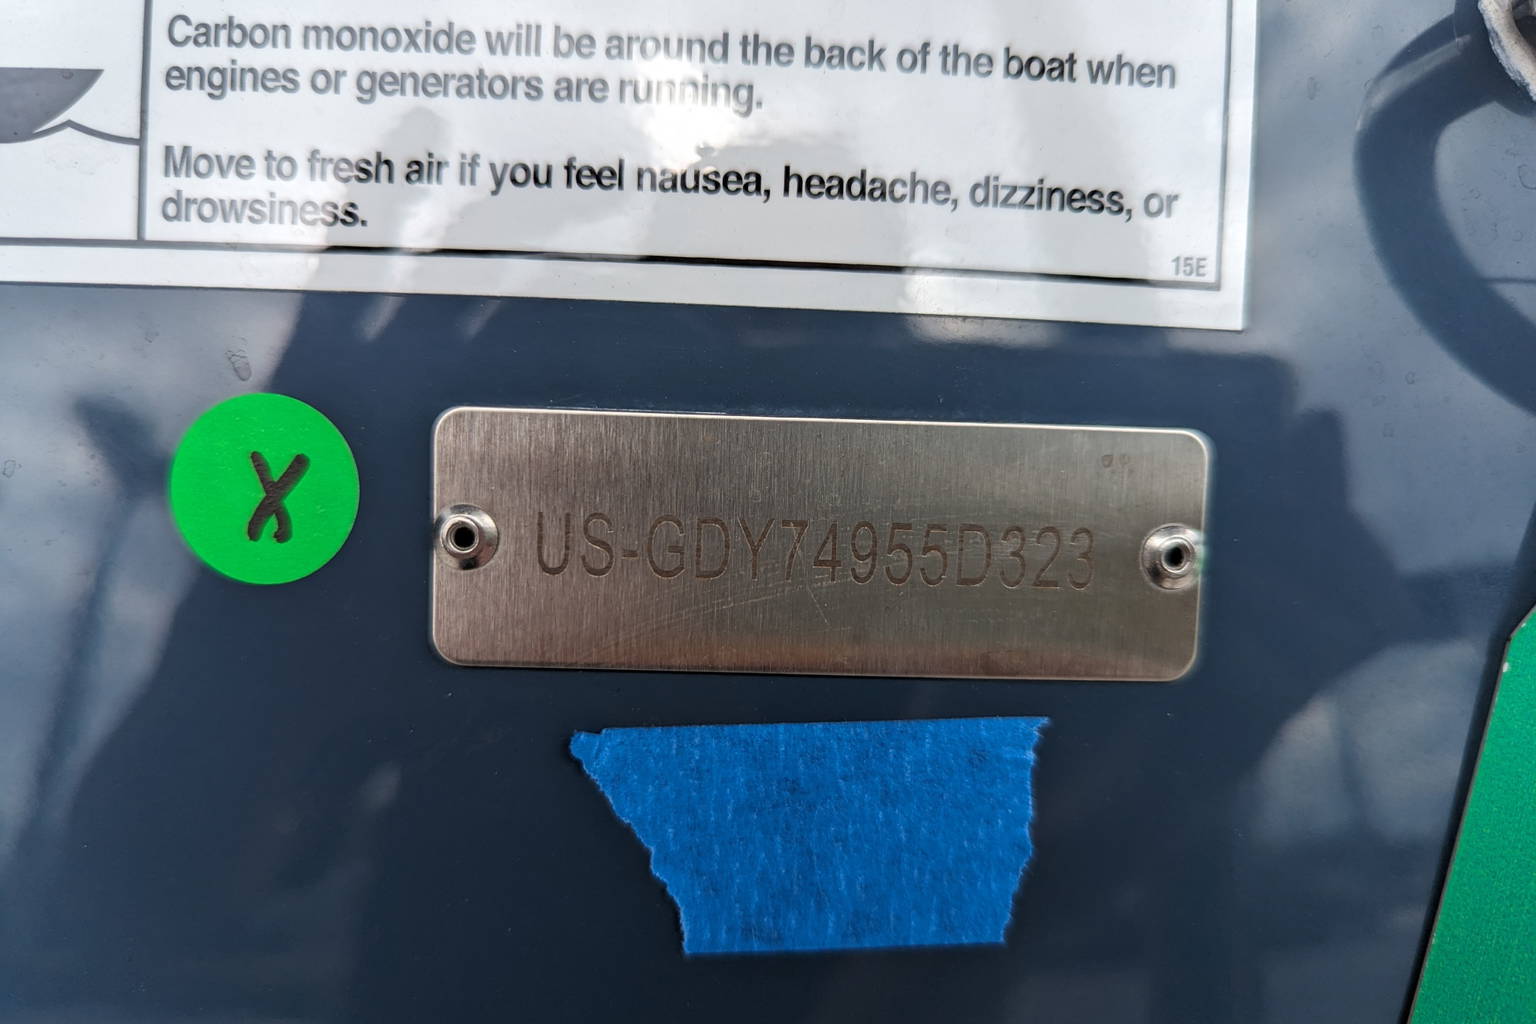 Carbon monoxide will be around the back of the boat when
engines or generators are running.
Move to fresh air if you feel nausea, headache, dizziness, or
drowsiness.
15E
X
US-GDY74955D323